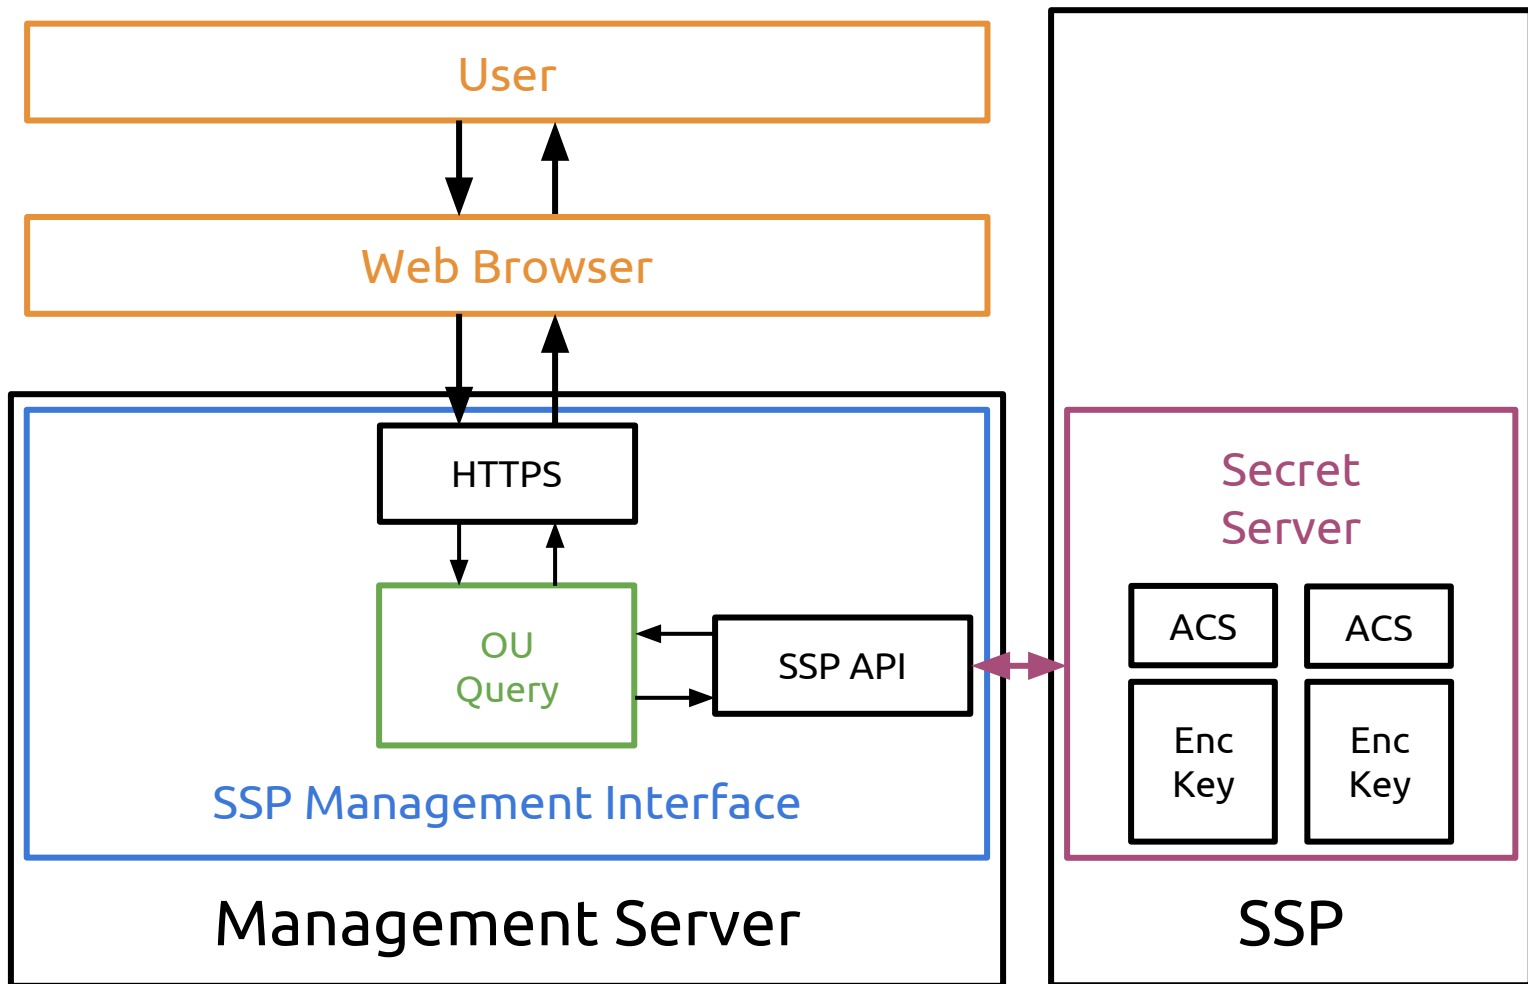 User
Web Browser
HTTPS
OU
Query
SSP API
SSP Management Interface
Management Server
Secret
Server
ACS
ACS
Enc
Key
Enc
Key
SSP